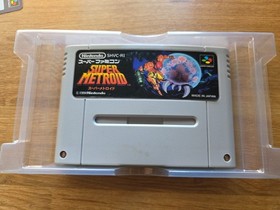 Nintendo SHVC-RI
スーパーファミコン
SUPER
METROID
スーパーメトロイド
MADE IN JAPAN